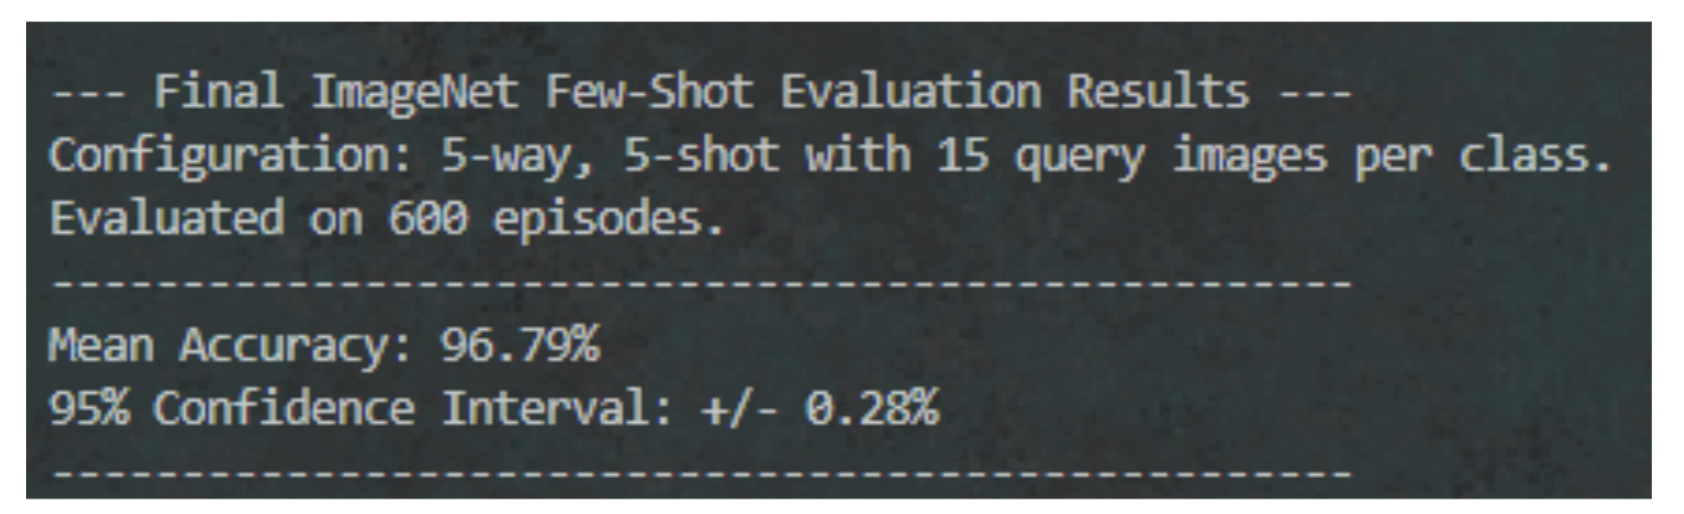 --- Final ImageNet Few-Shot Evaluation Results ---
Configuration: 5-way, 5-shot with 15 query images per class.
Evaluated on 600 episodes.
--------------------------------------------------
Mean Accuracy: 96.79%
95% Confidence Interval: +/- 0.28%
--------------------------------------------------